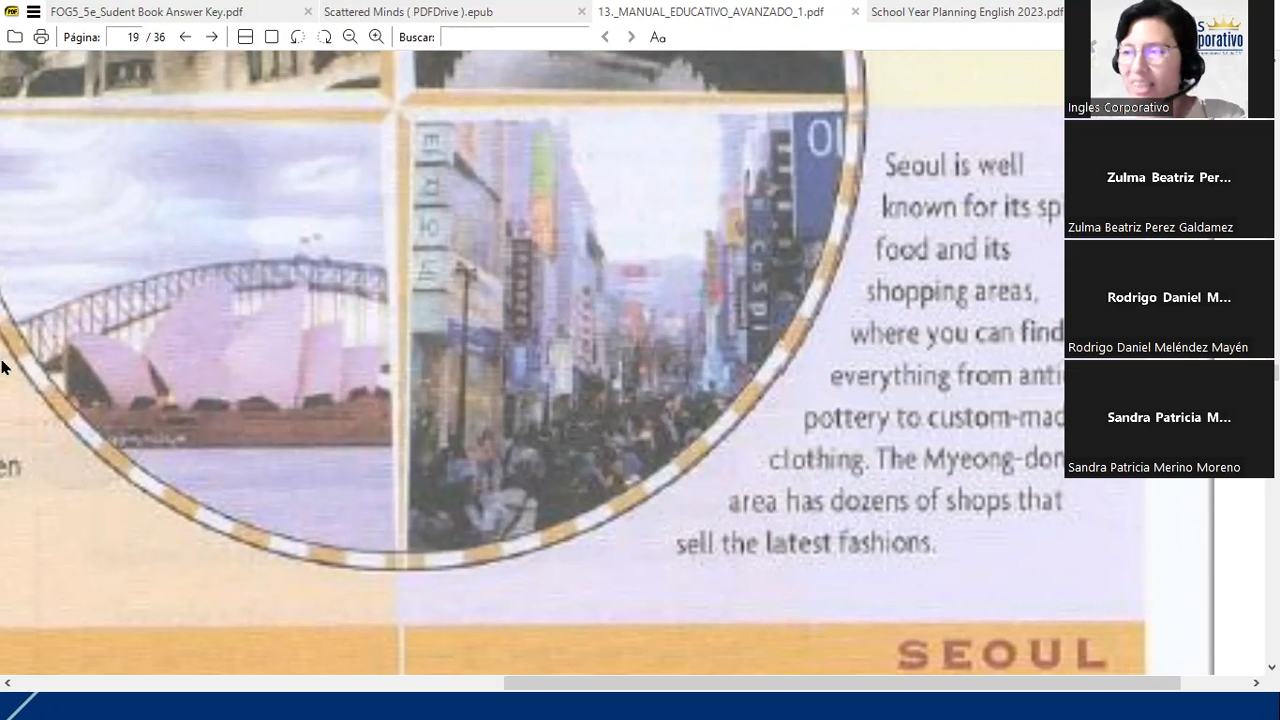 FOG5_5e_Sudent Book Answer Key.pdf
Scattered Minds ( PDFDrive ).epub
13._MANUAL_EDUCATIVO_AVANZADO_1.pdf
School Year Planning English 2023.pdf
Página: 19 / 36
Buscar:
Aa
porativo
Ingles Corporativo
Zulma Beatriz Per...
Zulma Beatriz Perez Galdamez
Rodrigo Daniel M...
Rodrigo Daniel Meléndez Mayén
Sandra Patricia M...
Sandra Patricia Merino Moreno
Seoul is well
known for its sp
food and its
shopping areas,
where you can find
everything from anti
pottery to custom-mad
clothing. The Myeong-don
area has dozens of shops that
sell the latest fashions.
en
SEOUL